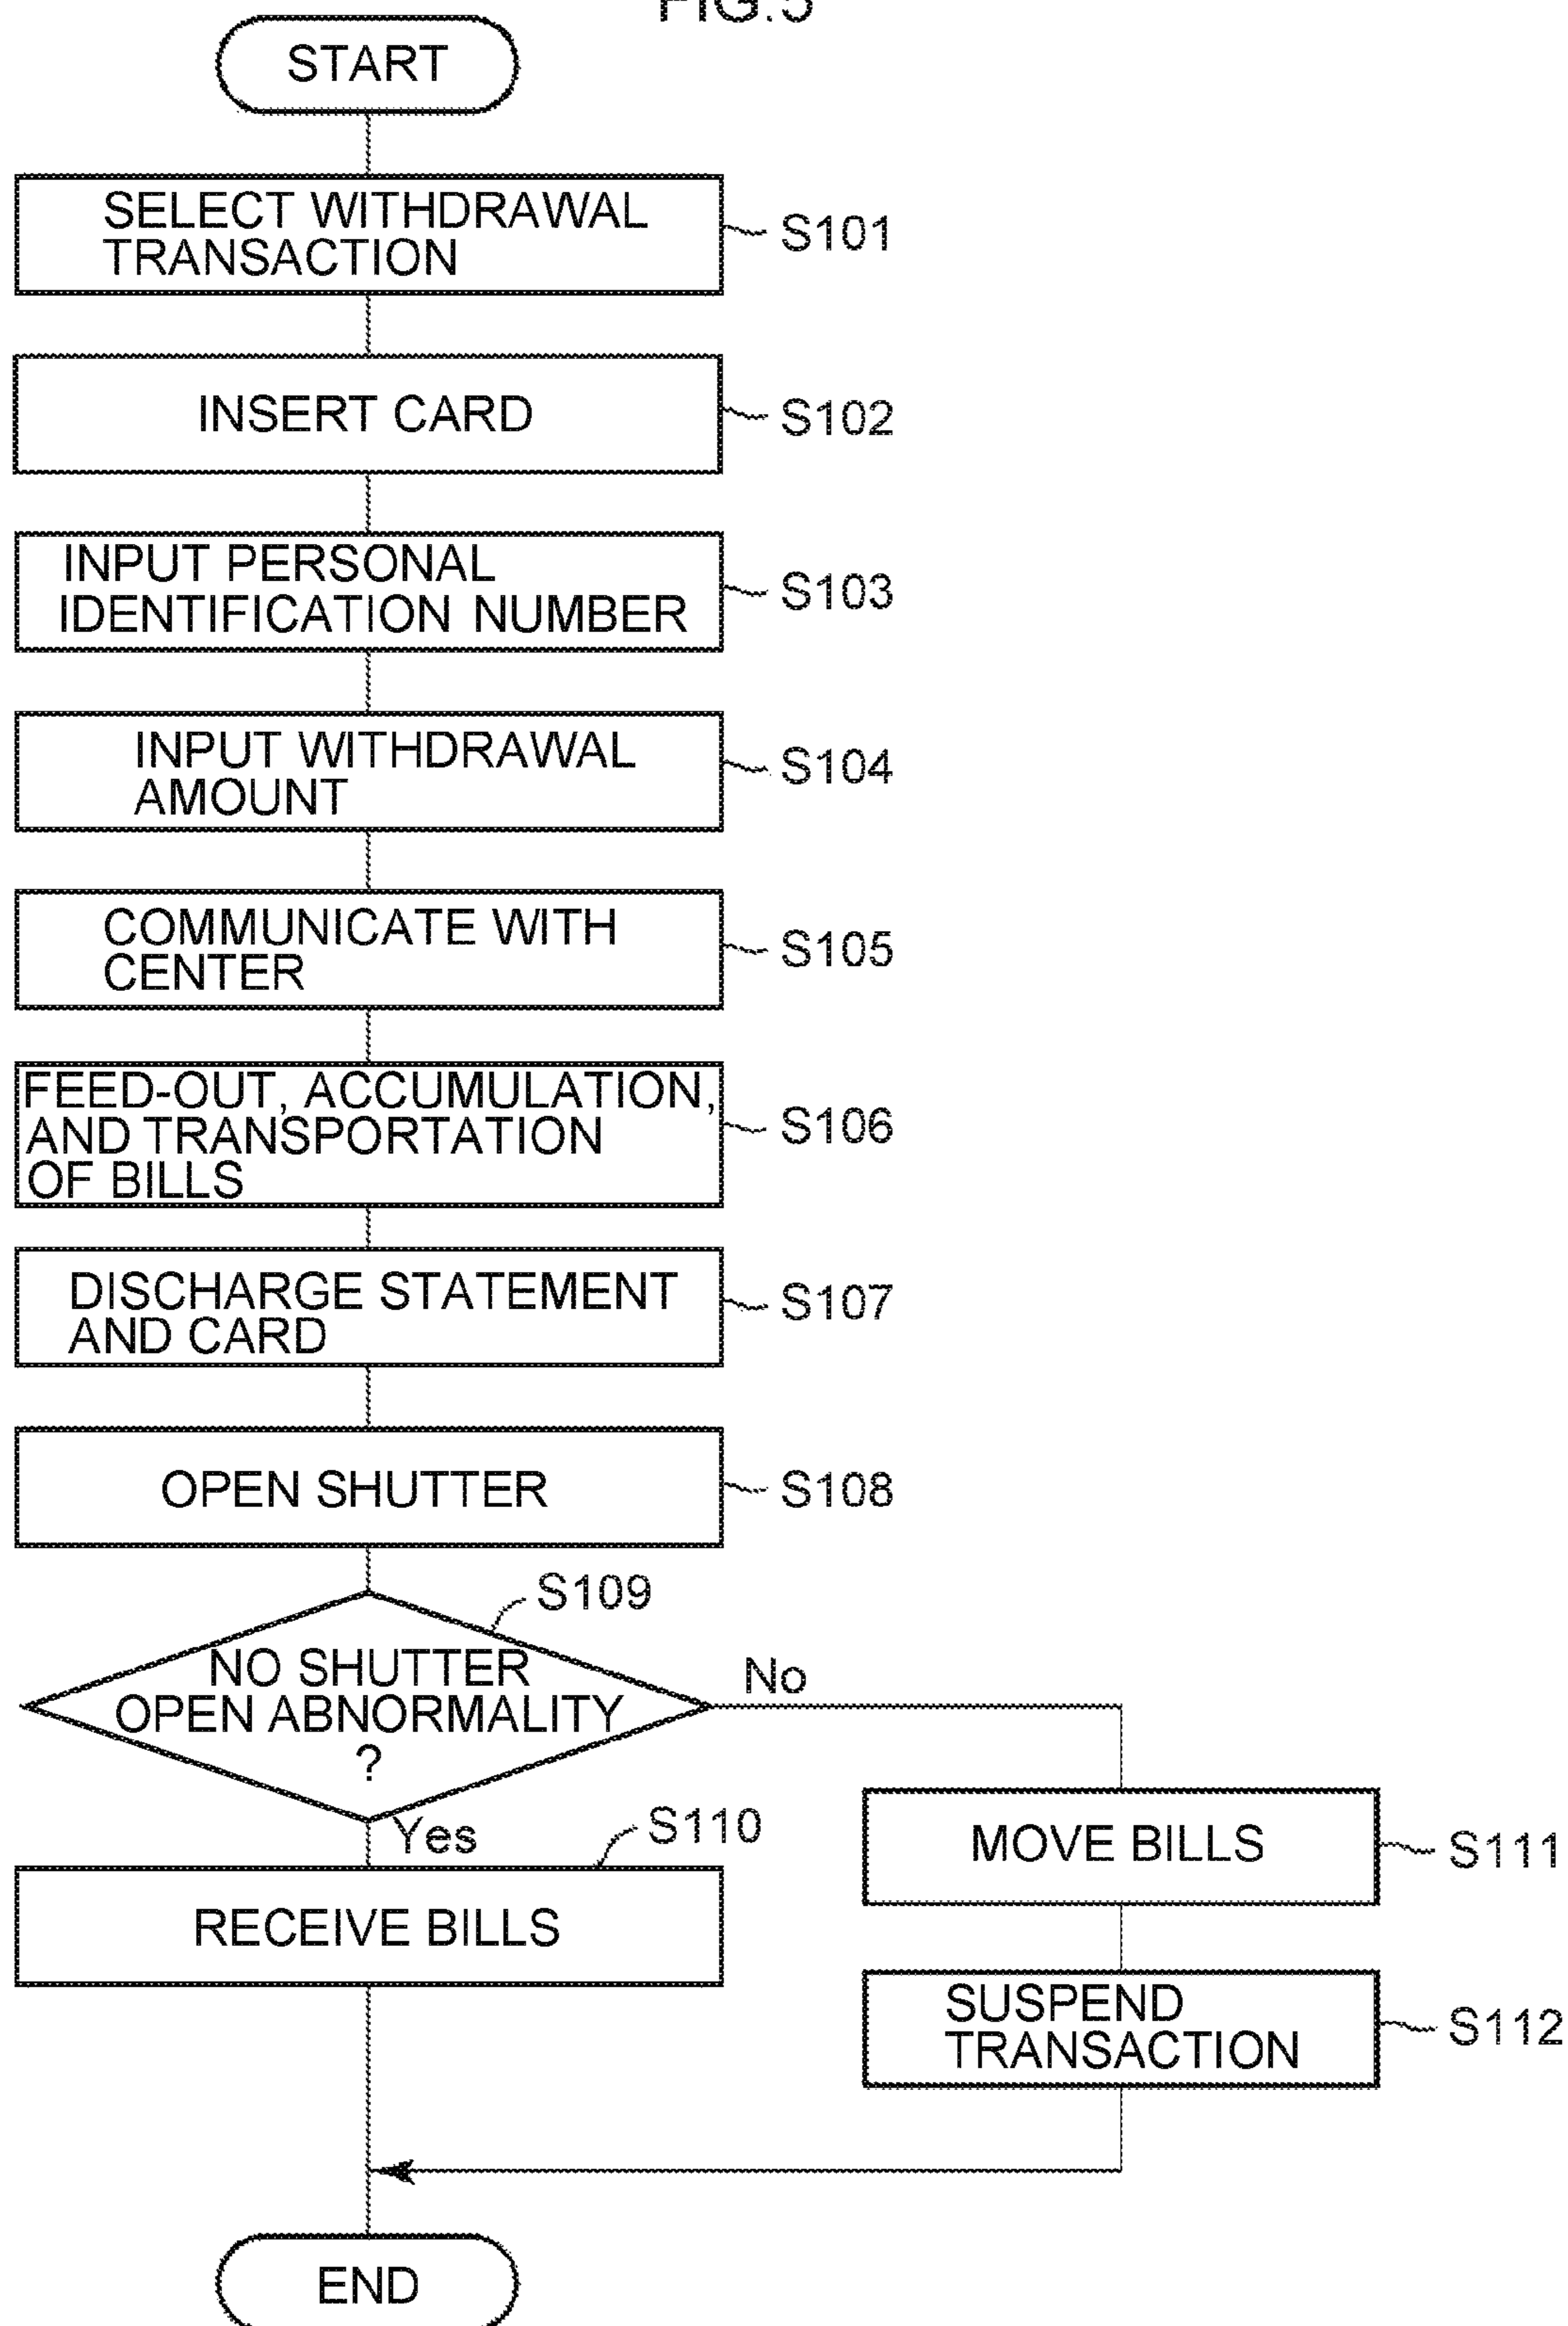 FIG.5
START
SELECT WITHDRAWAL
TRANSACTION
S101
INSERT CARD
S102
INPUT PERSONAL
IDENTIFICATION NUMBER
S103
INPUT WITHDRAWAL
AMOUNT
S104
COMMUNICATE WITH
CENTER
S105
FEED-OUT, ACCUMULATION,
AND TRANSPORTATION
OF BILLS
S106
DISCHARGE STATEMENT
AND CARD
S107
OPEN SHUTTER
S108
S109
NO SHUTTER
OPEN ABNORMALITY
?
No
Yes
S110
RECEIVE BILLS
MOVE BILLS
S111
SUSPEND
TRANSACTION
S112
END